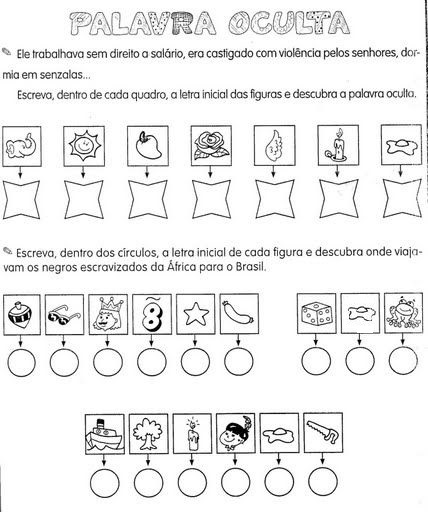 PALAVRA OCULTA
✎ Ele trabalhava sem direito a salário, era castigado com violência pelos senhores, dor-
mia em senzalas...
Escreva, dentro de cada quadro, a letra inicial das figuras e descubra a palavra oculta.
✎ Escreva, dentro dos círculos, a letra inicial de cada figura e descubra onde viaja-
vam os negros escravizados da África para o Brasil.
õ 8